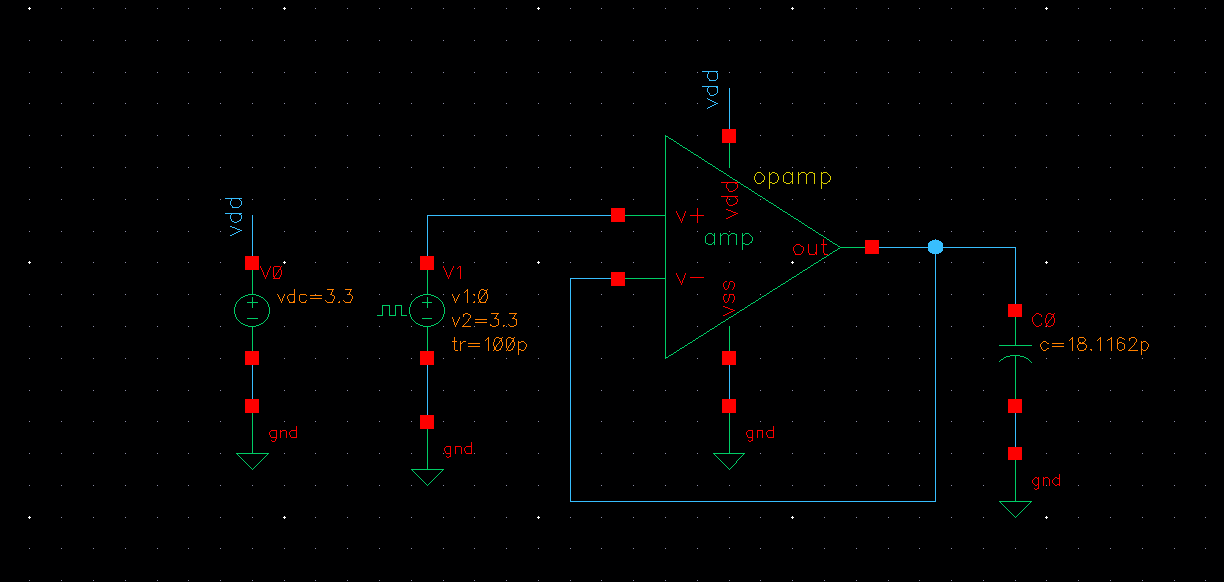 vdd
V0
vdc=3.3
gnd
V1
v1:0
v2=3.3
tr=100p
gnd
vdd
opamp
vdd
v+
amp
out
v−
vss
gnd
C0
c=18.1162p
gnd